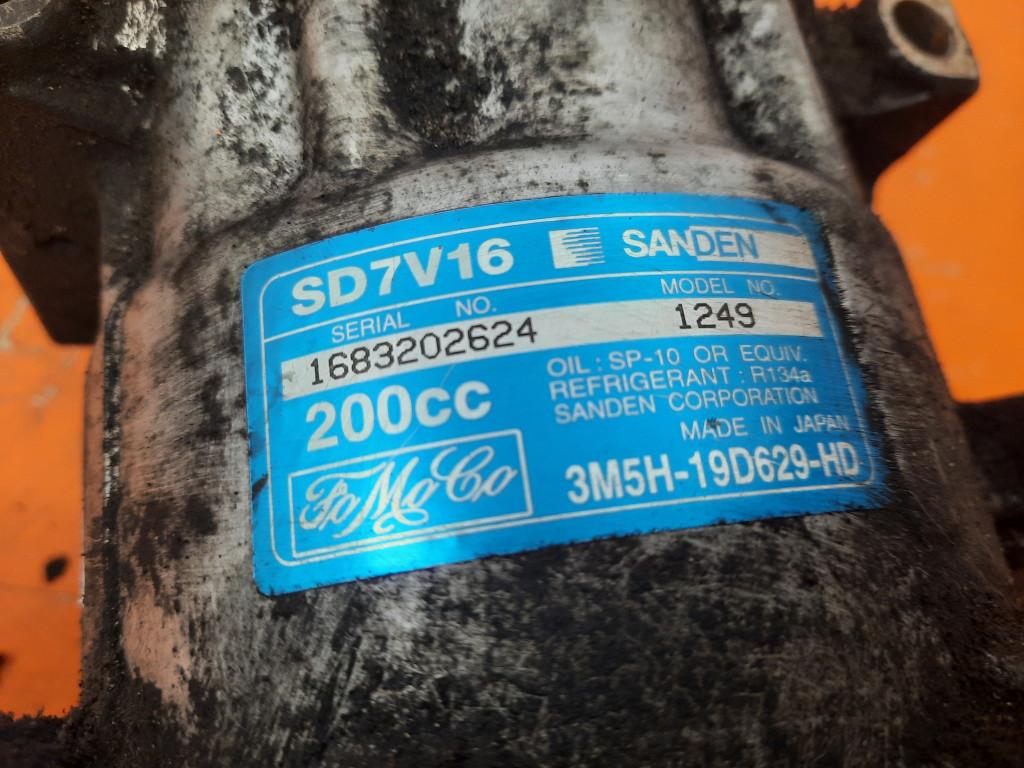 SD7V16 SANDEN
SERIAL NO. MODEL NO.
1683202624 1249
200cc
OIL : SP-10 OR EQUIV.
REFRIGERANT : R134a
SANDEN CORPORATION
MADE IN JAPAN
FoMoCo 3M5H-19D629-HD